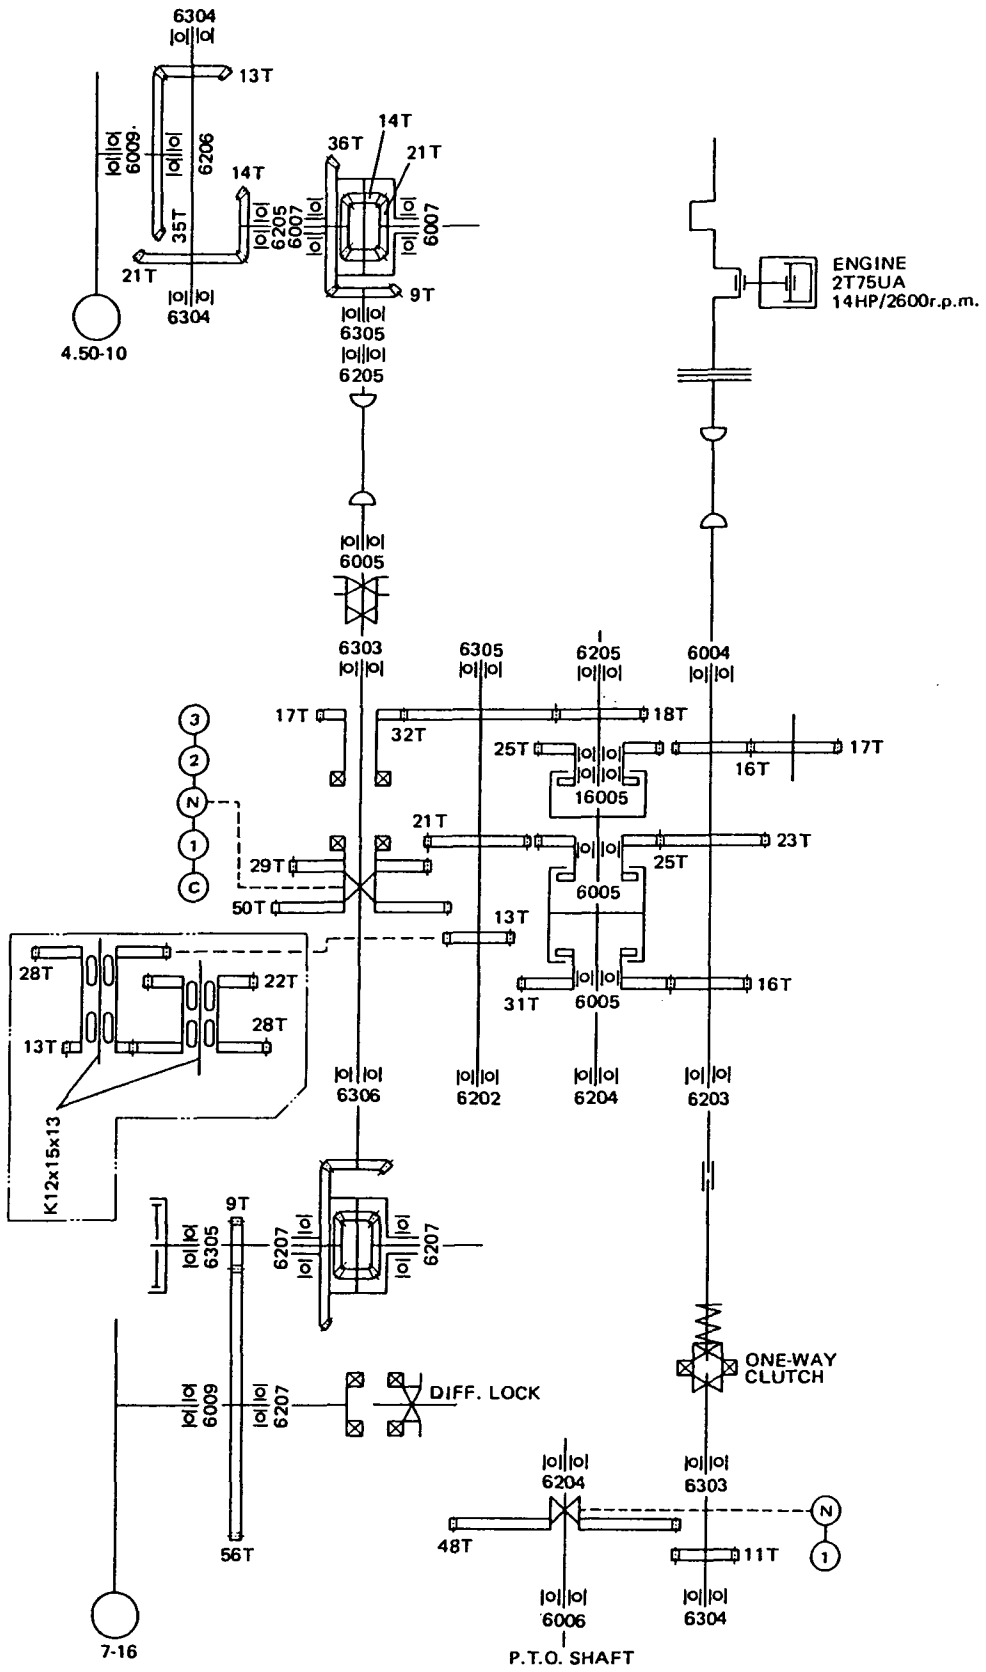 6304
13T
6009.
6206
14T
35T
21T
6304
4.50-10
36T
14T
21T
6205
6007
6007
9T
6305
6205
ENGINE
2T75UA
14HP/2600r.p.m.
6005
6303
6305
6205
6004
3
2
N
1
C
17T
32T
18T
25T
16T
17T
16005
21T
29T
25T
23T
6005
50T
13T
28T
22T
31T
6005
16T
13T
28T
6306
6202
6204
6203
K12x15x13
9T
6305
6207
6207
ONE-WAY
CLUTCH
6009
6207
DIFF. LOCK
6204
6303
N
48T
56T
11T
1
6006
6304
7-16
P.T.O. SHAFT